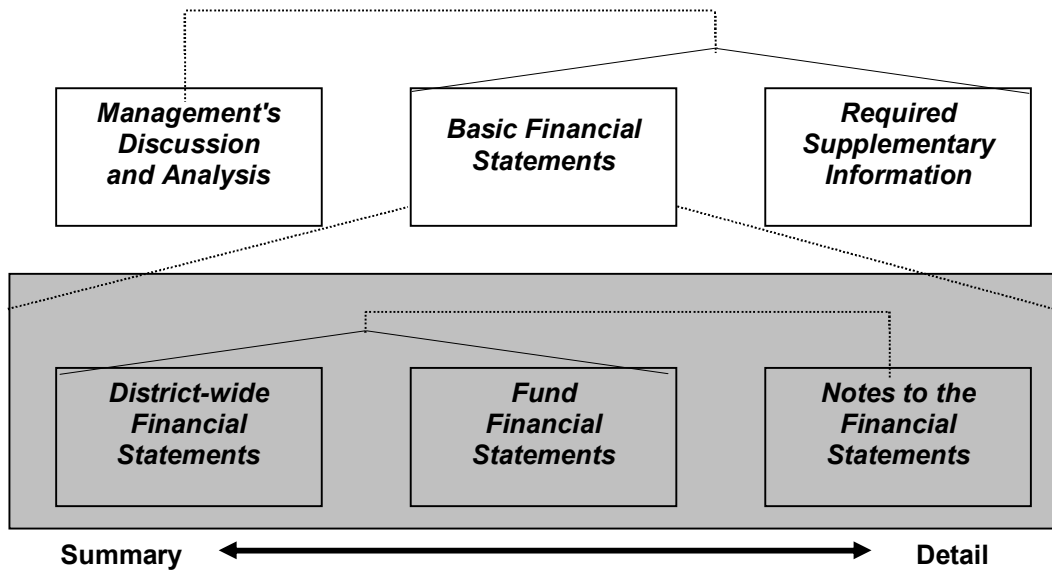 Management's
Discussion
and Analysis
Basic Financial
Statements
Required
Supplementary
Information
District-wide
Financial
Statements
Fund
Financial
Statements
Notes to the
Financial
Statements
Summary
Detail